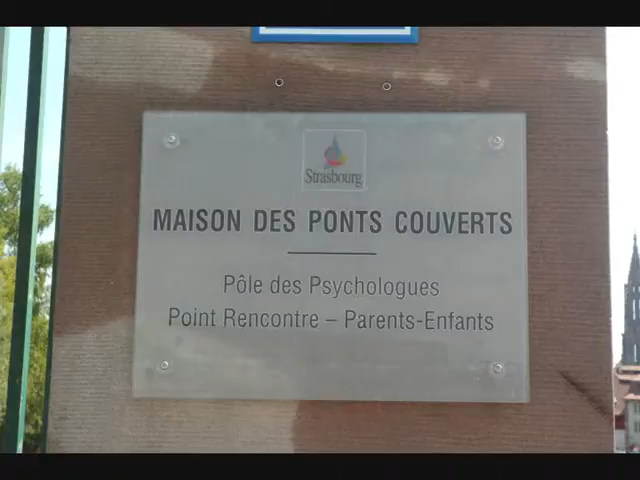 Strasbourg
MAISON DES PONTS COUVERTS
Pôle des Psychologues
Point Rencontre – Parents-Enfants